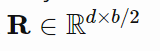 𝐑 ∈ ℝ^{d×b/2}